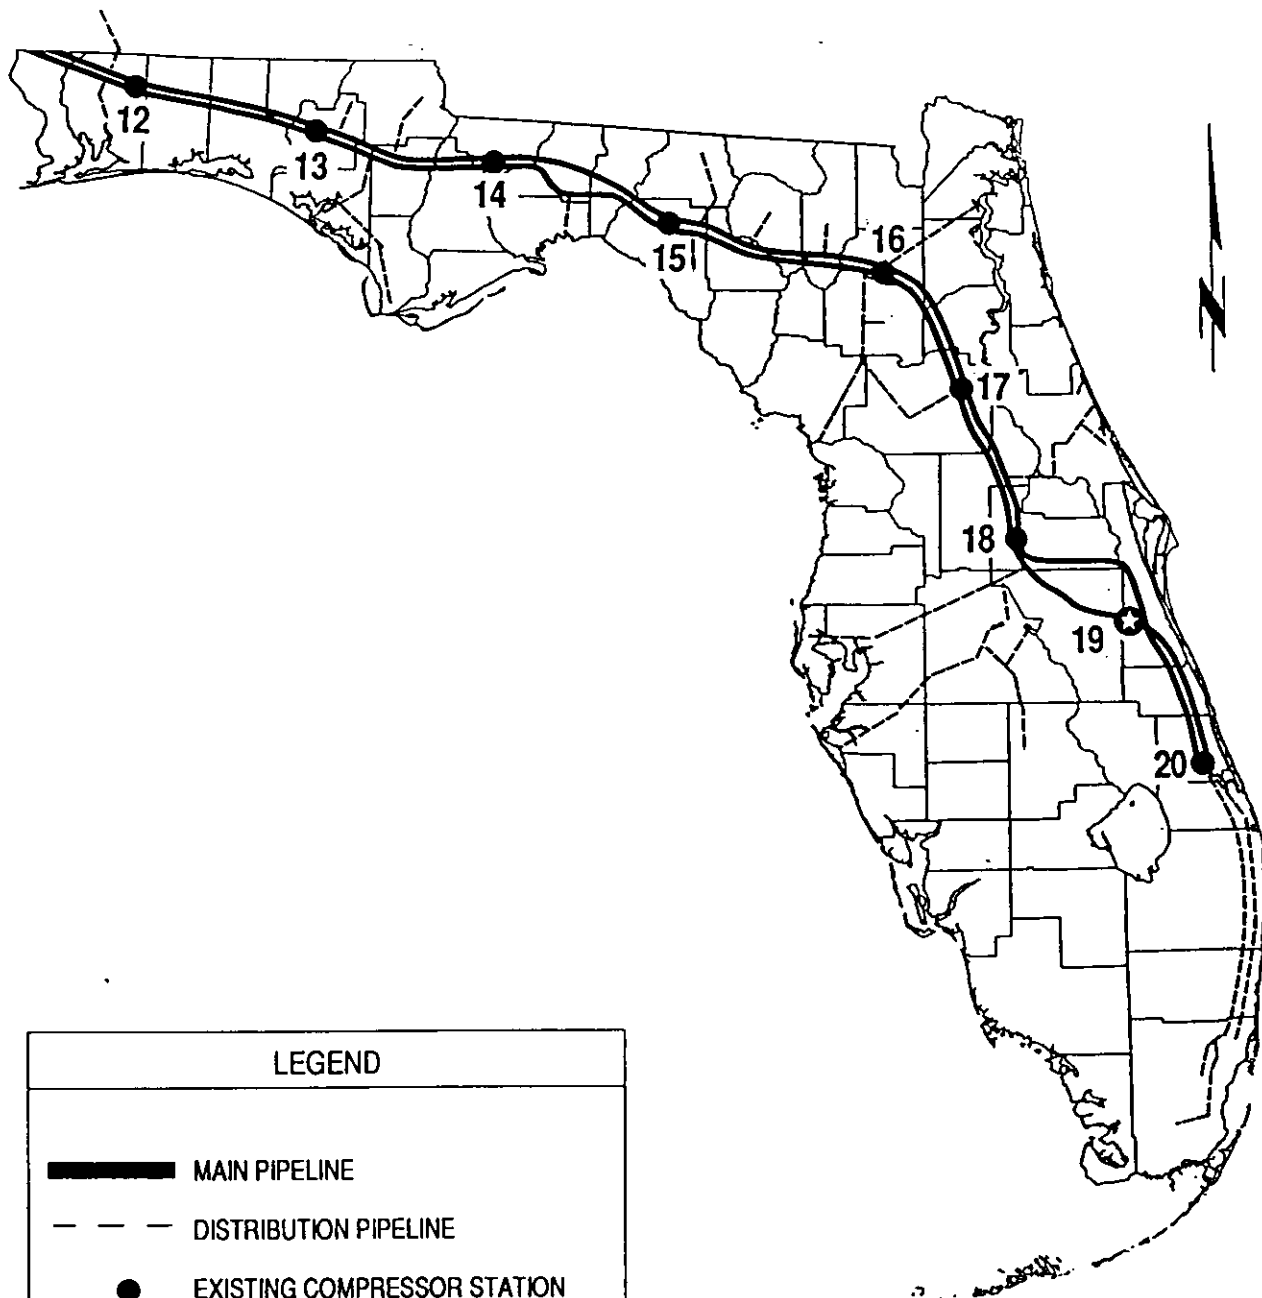 12
13
14
15
16
17
18
19
20
N
LEGEND
MAIN PIPELINE
DISTRIBUTION PIPELINE
EXISTING COMPRESSOR STATION